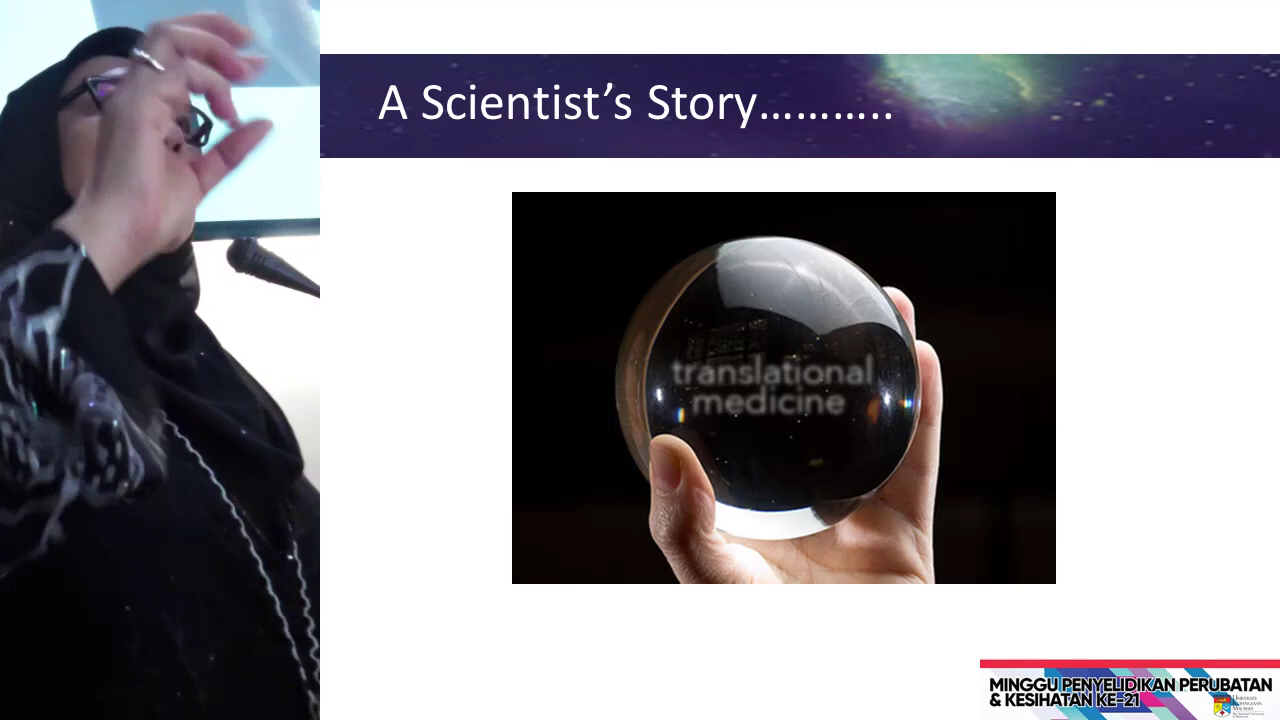 A Scientist’s Story………..
translational
medicine
MINGGU PENYELIDIKAN PERUBATAN
& KESIHATAN KE-21